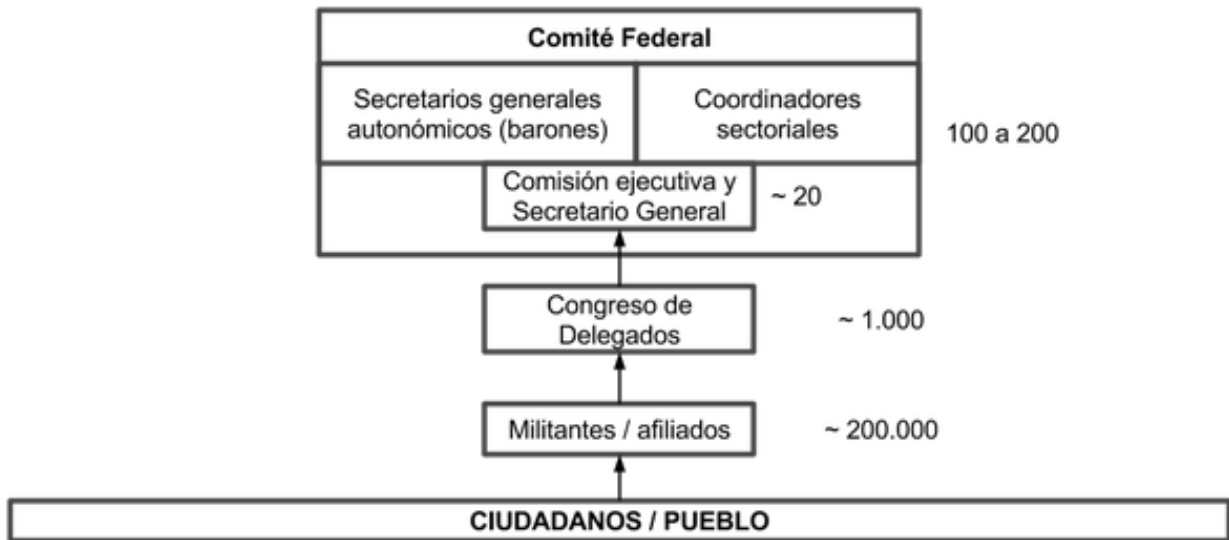 Comité Federal
Secretarios generales
autonómicos (barones)
Coordinadores
sectoriales
100 a 200
Comisión ejecutiva y
Secretario General
~ 20
Congreso de
Delegados
~ 1.000
Militantes / afiliados
~ 200.000
CIUDADANOS / PUEBLO